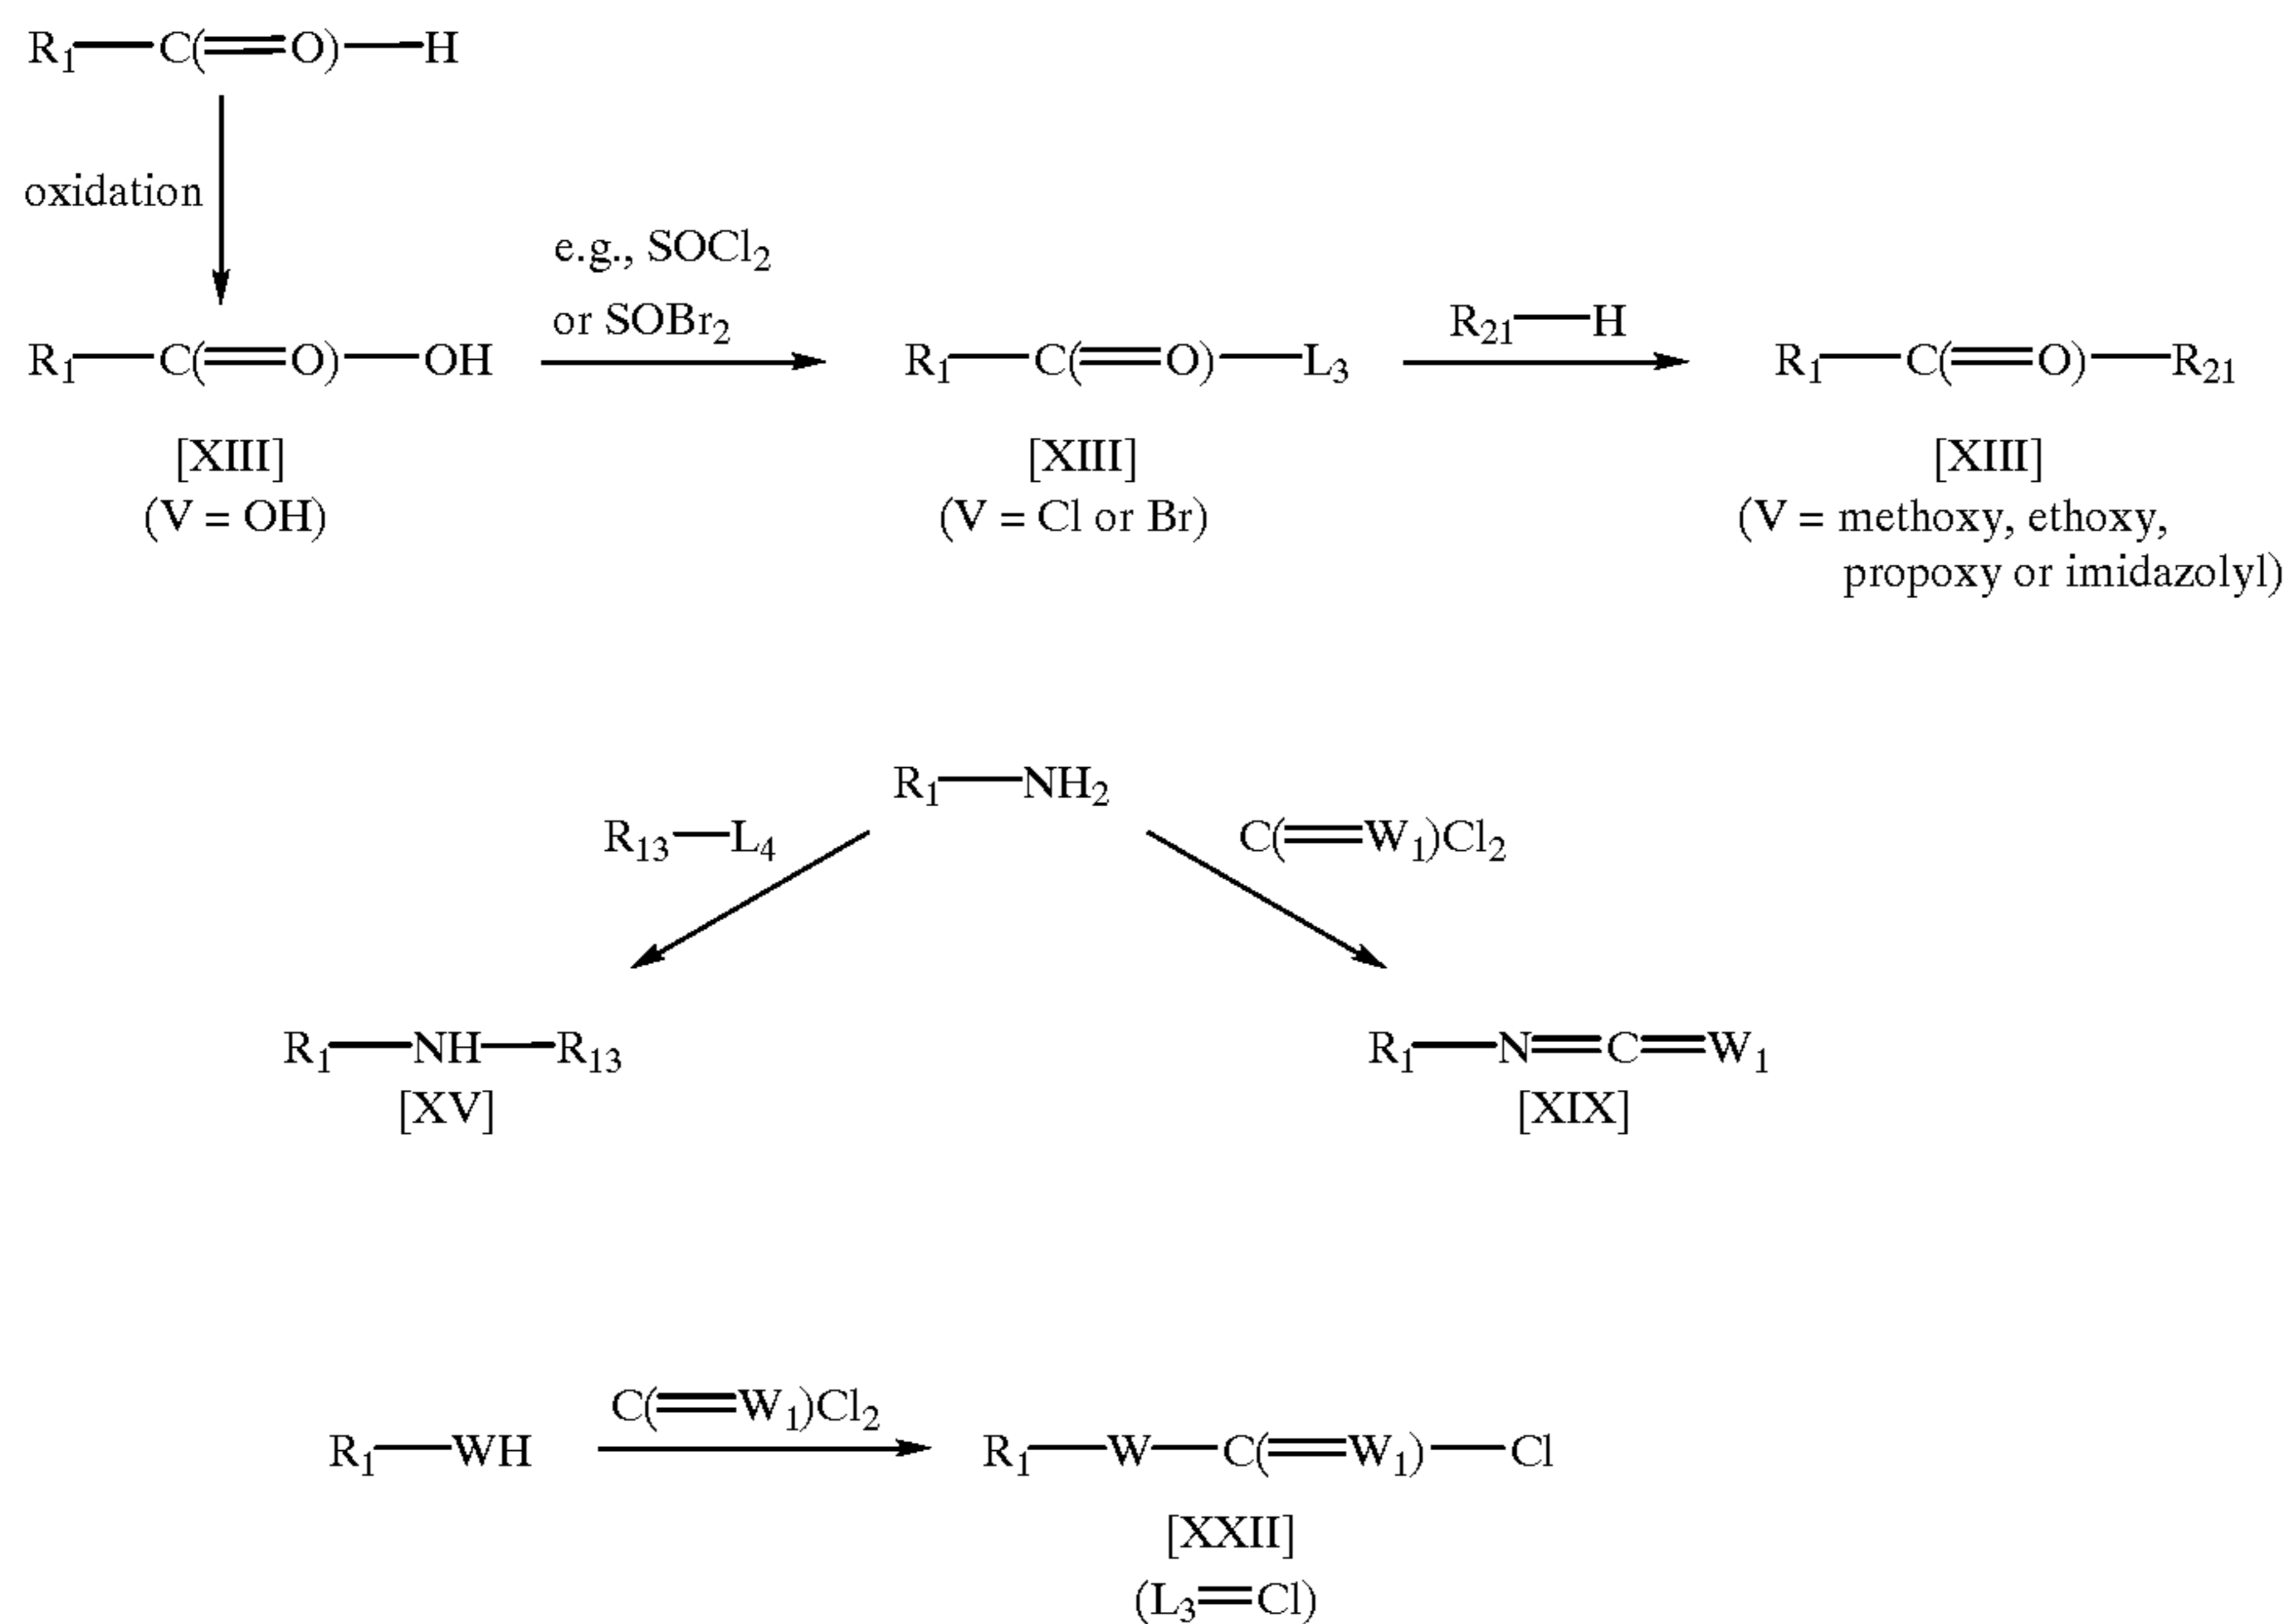 R₁—C(=O)—H
oxidation
e.g., SOCl₂
or SOBr₂
R₂₁—H
R₁—C(=O)—OH
R₁—C(=O)—L₃
R₁—C(=O)—R₂₁
[XIII]
[XIII]
[XIII]
(V = OH)
(V = Cl or Br)
(V = methoxy, ethoxy,
propoxy or imidazolyl)
R₁—NH₂
R₁₃—L₄
C(=W₁)Cl₂
R₁—NH—R₁₃
R₁—N=C=W₁
[XV]
[XIX]
C(=W₁)Cl₂
R₁—WH
R₁—W—C(=W₁)—Cl
[XXII]
(L₃=Cl)